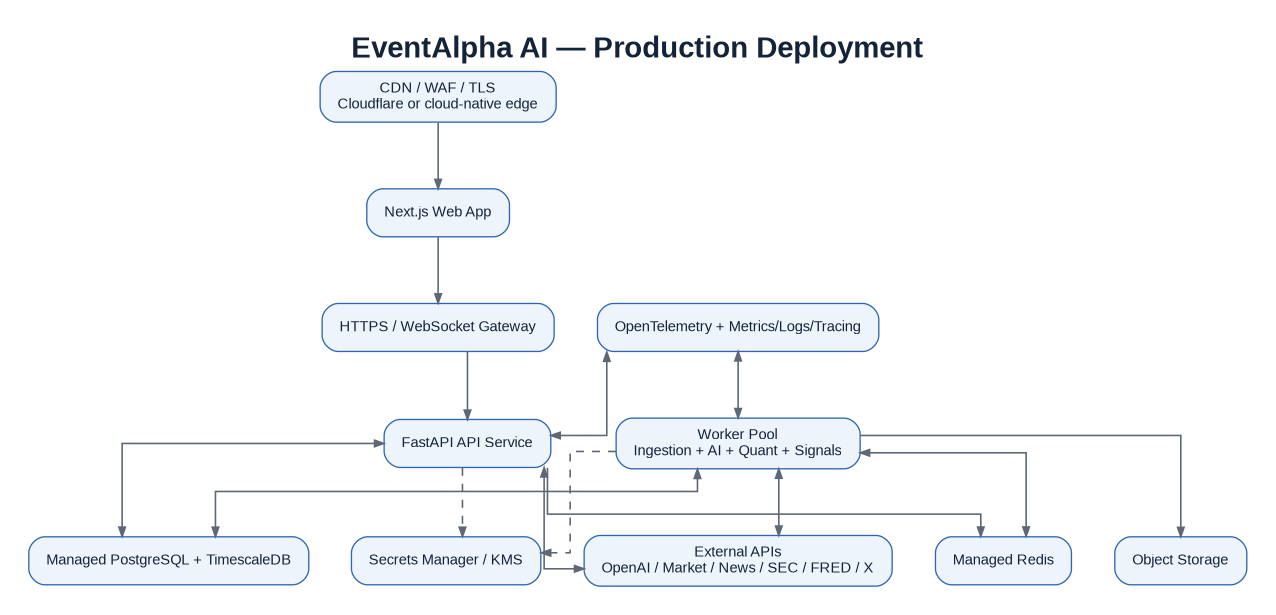 EventAlpha AI — Production Deployment
CDN / WAF / TLS
Cloudflare or cloud-native edge
Next.js Web App
HTTPS / WebSocket Gateway
OpenTelemetry + Metrics/Logs/Tracing
FastAPI API Service
Worker Pool
Ingestion + AI + Quant + Signals
Managed PostgreSQL + TimescaleDB
Secrets Manager / KMS
External APIs
OpenAI / Market / News / SEC / FRED / X
Managed Redis
Object Storage